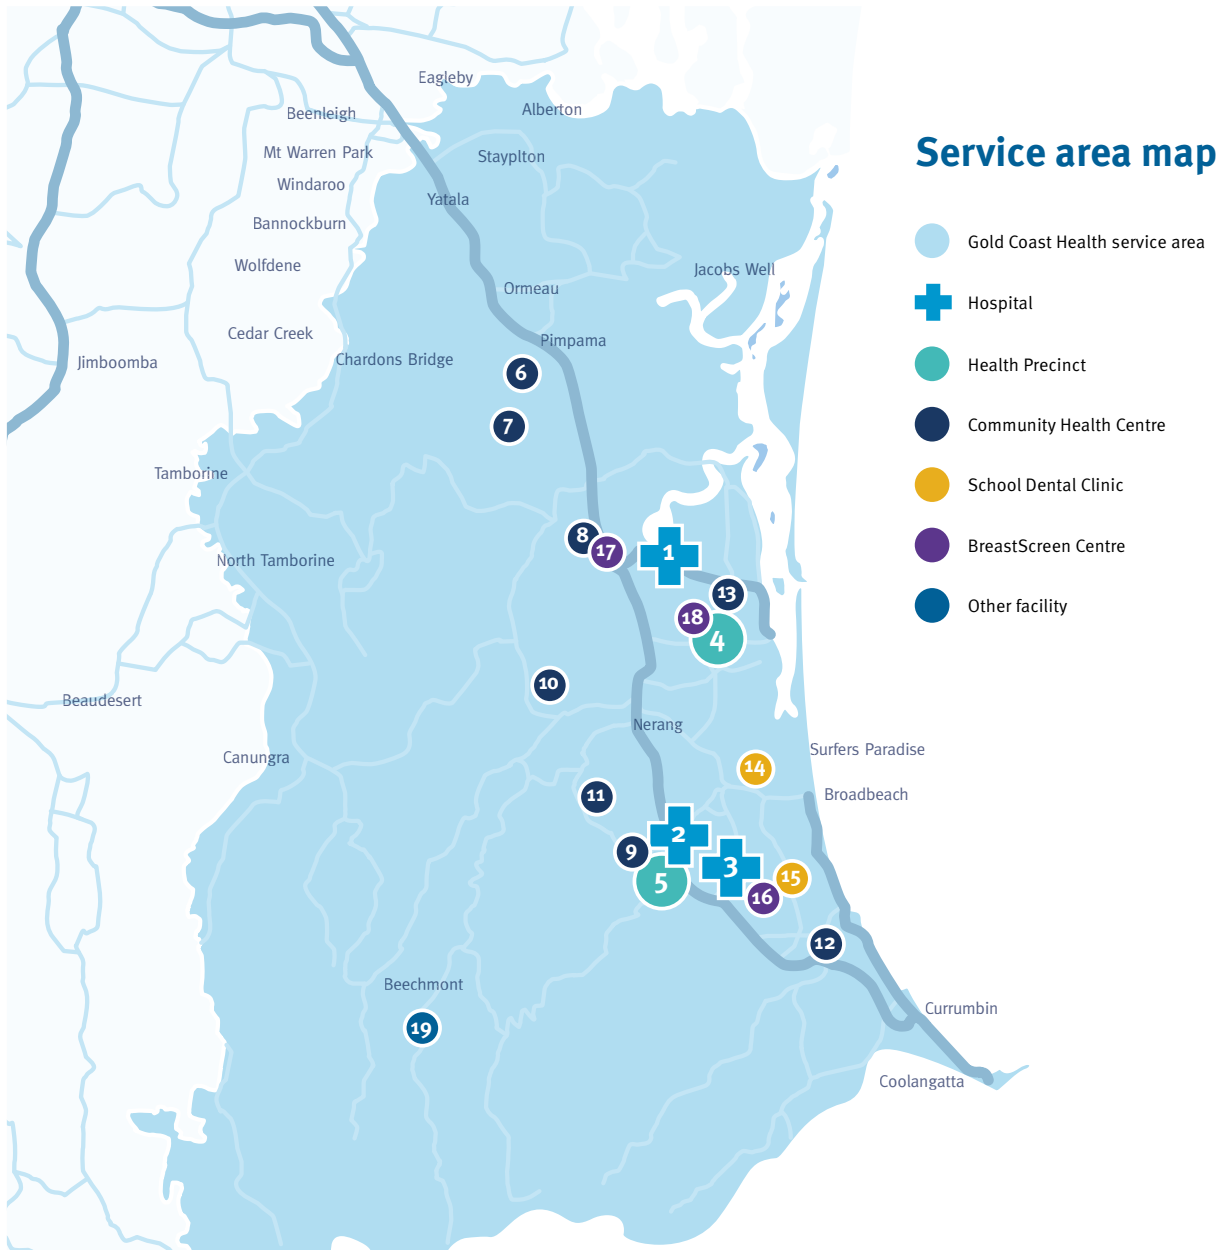 Eagleby
Alberton
Beenleigh
Service area map
Mt Warren Park
Stayplton
Windaroo
Yatala
Bannockburn
Gold Coast Health service area
Wolfdene
Jacobs Well
Ormeau
Hospital
Cedar Creek
Pimpama
Chardons Bridge
Jimboomba
Health Precinct
6
7
Community Health Centre
Tamborine
School Dental Clinic
8
17
1
BreastScreen Centre
North Tamborine
13
Other facility
18
4
10
Beaudesert
Nerang
Surfers Paradise
Canungra
14
11
Broadbeach
2
9
3
5
15
16
12
Beechmont
Currumbin
19
Coolangatta